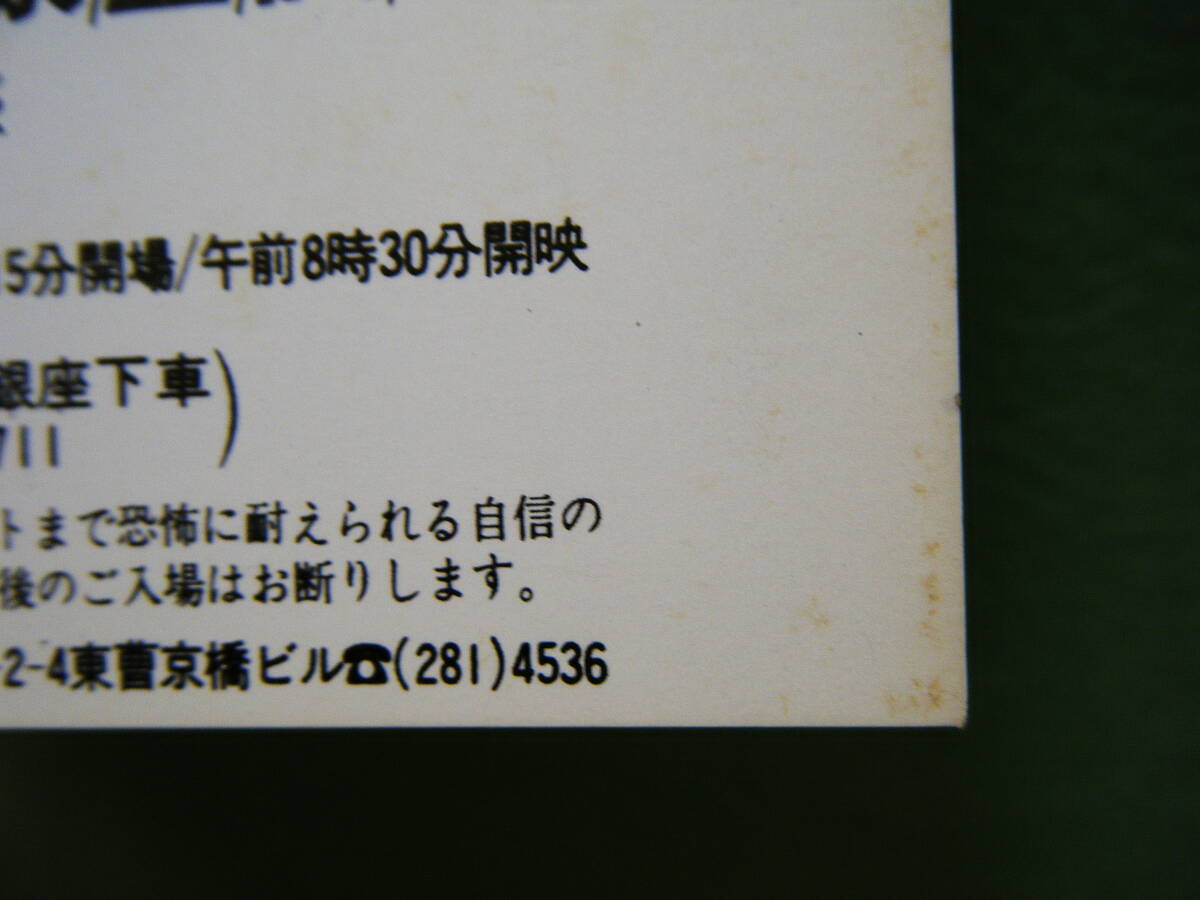 15分開場/午前8時30分開映
銀座下車)
711
トまで恐怖に耐えられる自信の
後のご入場はお断りします。
-2-4東曹京橋ビル☎(281)4536